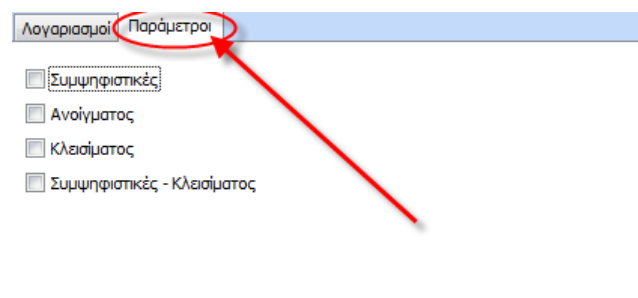 Λογαριασμοί Παράμετροι
Συμψηφιστικές
Ανοίγματος
Κλεισίματος
Συμψηφιστικές - Κλεισίματος